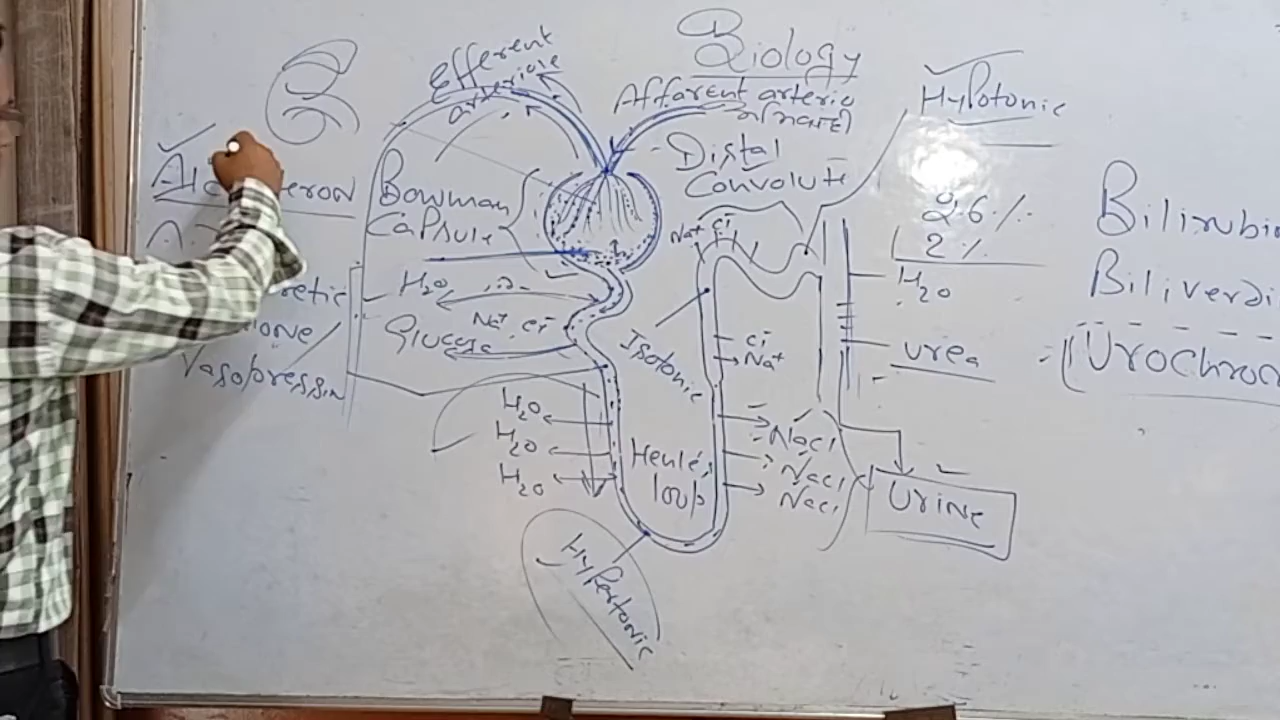 Biology
Efferent
arteriole
Afferent arterio
Hypotonic
Distal
Convolute
Bowman
Capsule
Na+ Cl-
2.6 %
2 %
Bilirubin
H2O
Na+ Cl-
Glucose
H2O
Biliverdi
retic
Vasopressin
Isotonic
Cl-
Na+
urea
Urochrom
H2O
H2O
H2O
Henle's
loop
NaCl
NaCl
NaCl
Urine
Hypertonic